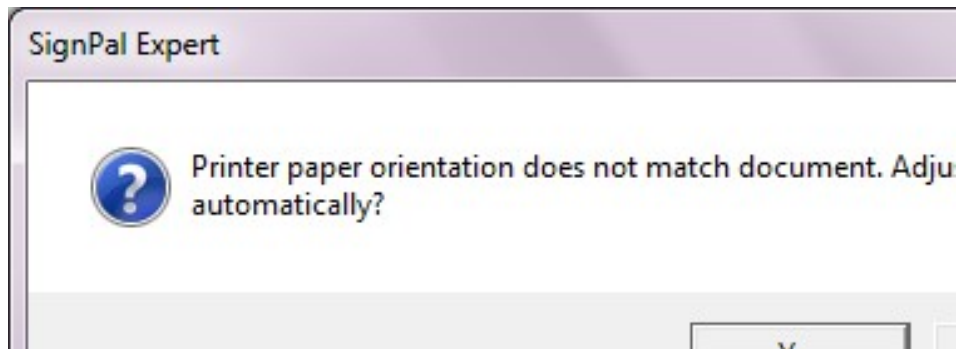 SignPal Expert
Printer paper orientation does not match document. Adju
automatically?